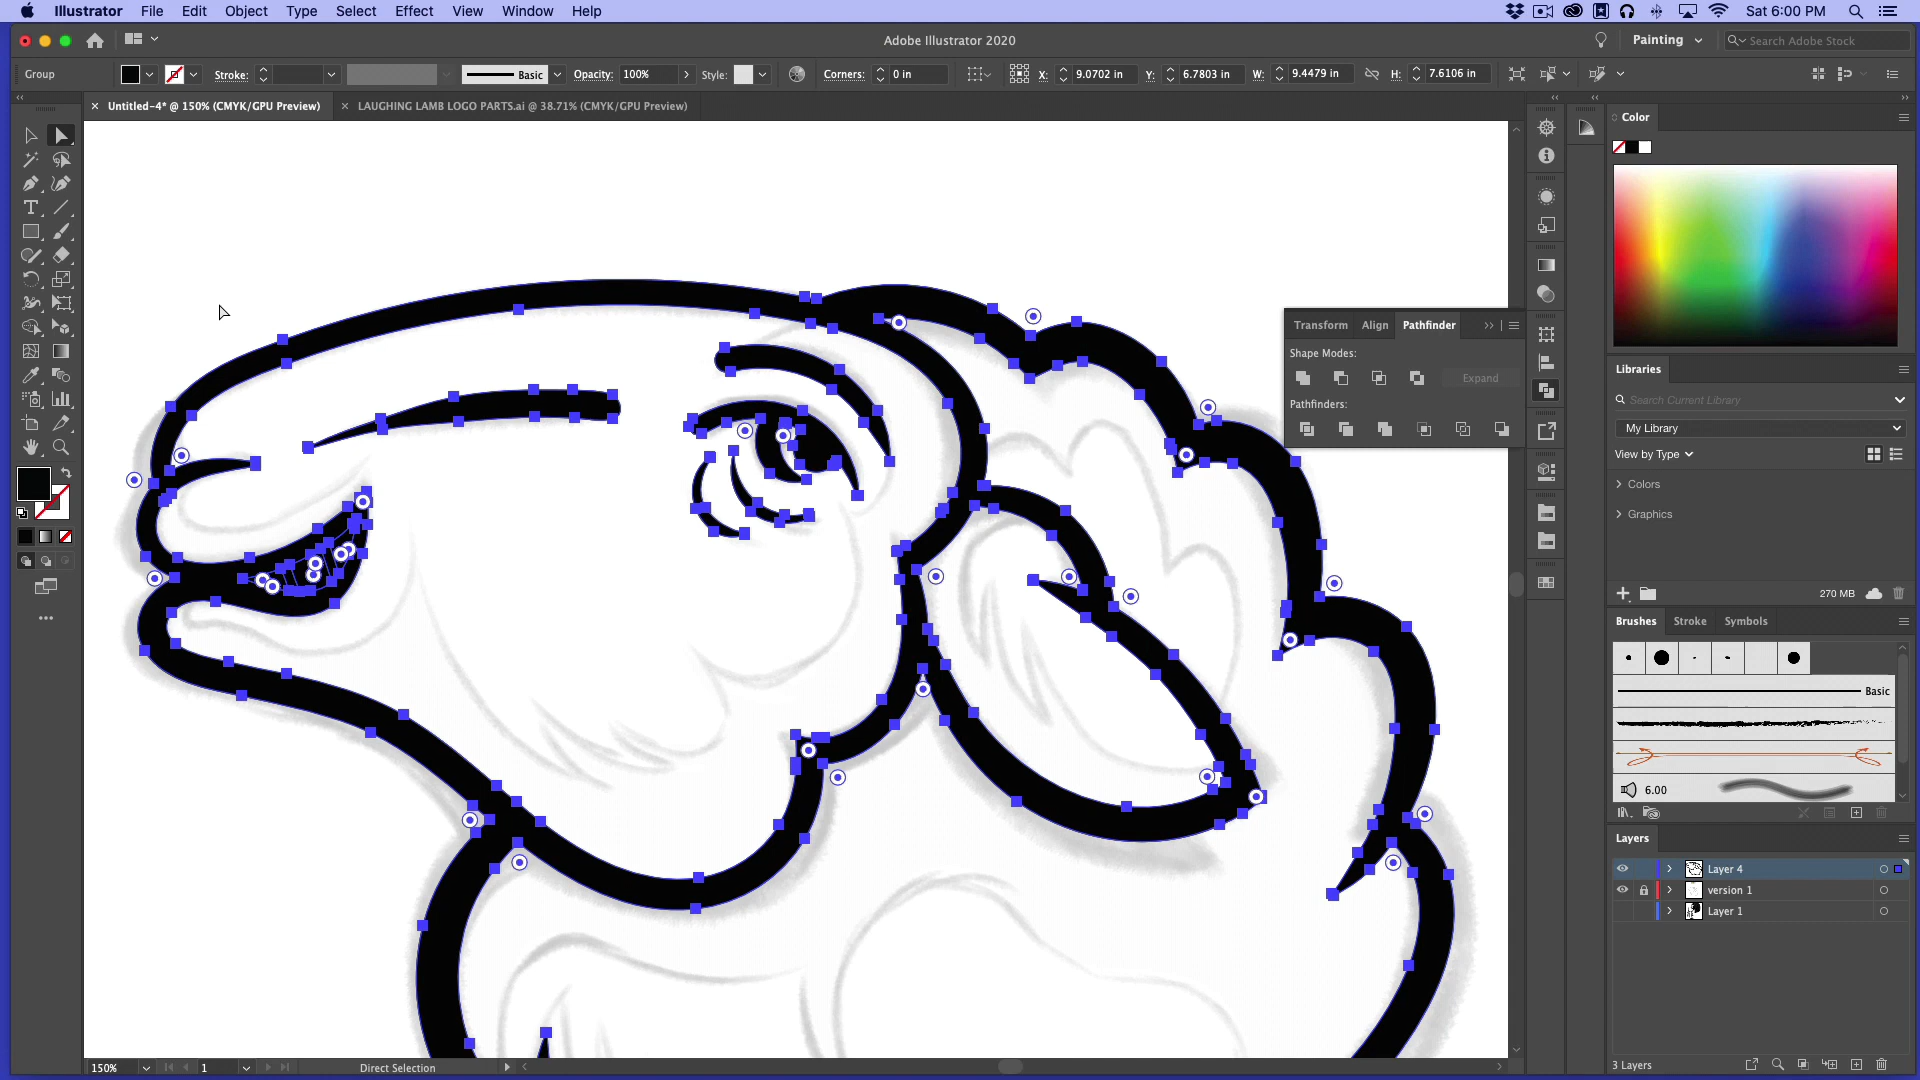 Illustrator File Edit Object Type Select Effect View Window Help
Sat 6:00 PM
Adobe Illustrator 2020
Painting
Search Adobe Stock
Group
Stroke:
Basic
Opacity: 100%
Style:
Corners: 0 in
X: 9.0702 in
Y: 6.7803 in
W: 9.4479 in
H: 7.6106 in
Untitled-4* @ 150% (CMYK/GPU Preview)
LAUGHING LAMB LOGO PARTS.ai @ 38.71% (CMYK/GPU Preview)
Color
Transform Align Pathfinder
Shape Modes:
Expand
Pathfinders:
Libraries
Search Current Library
My Library
View by Type
Colors
Graphics
270 MB
Brushes Stroke Symbols
Basic
6.00
Layers
Layer 4
version 1
Layer 1
3 Layers
150%
1
Direct Selection